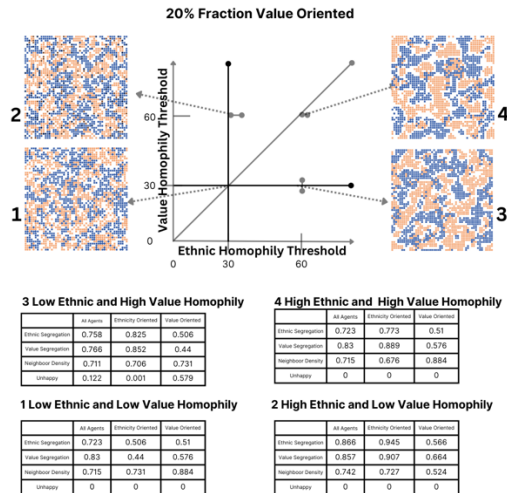 20% Fraction Value Oriented
2
4
1
3
Value Homophily Threshold
60
30
0
Ethnic Homophily Threshold
0
30
60
3 Low Ethnic and High Value Homophily
All Agents Ethnicity Oriented Value Oriented
Ethnic Segregation 0.758 0.825 0.506
Value Segregation 0.766 0.852 0.44
Neighbour Density 0.711 0.706 0.731
Unhappy 0.122 0.001 0.579
4 High Ethnic and High Value Homophily
All Agents Ethnicity Oriented Value Oriented
Ethnic Segregation 0.723 0.773 0.51
Value Segregation 0.83 0.889 0.576
Neighbour Density 0.715 0.676 0.884
Unhappy 0 0 0
1 Low Ethnic and Low Value Homophily
All Agents Ethnicity Oriented Value Oriented
Ethnic Segregation 0.723 0.506 0.51
Value Segregation 0.83 0.44 0.576
Neighbour Density 0.715 0.731 0.884
Unhappy 0 0 0
2 High Ethnic and Low Value Homophily
All Agents Ethnicity Oriented Value Oriented
Ethnic Segregation 0.866 0.945 0.566
Value Segregation 0.857 0.907 0.664
Neighbour Density 0.742 0.727 0.524
Unhappy 0 0 0